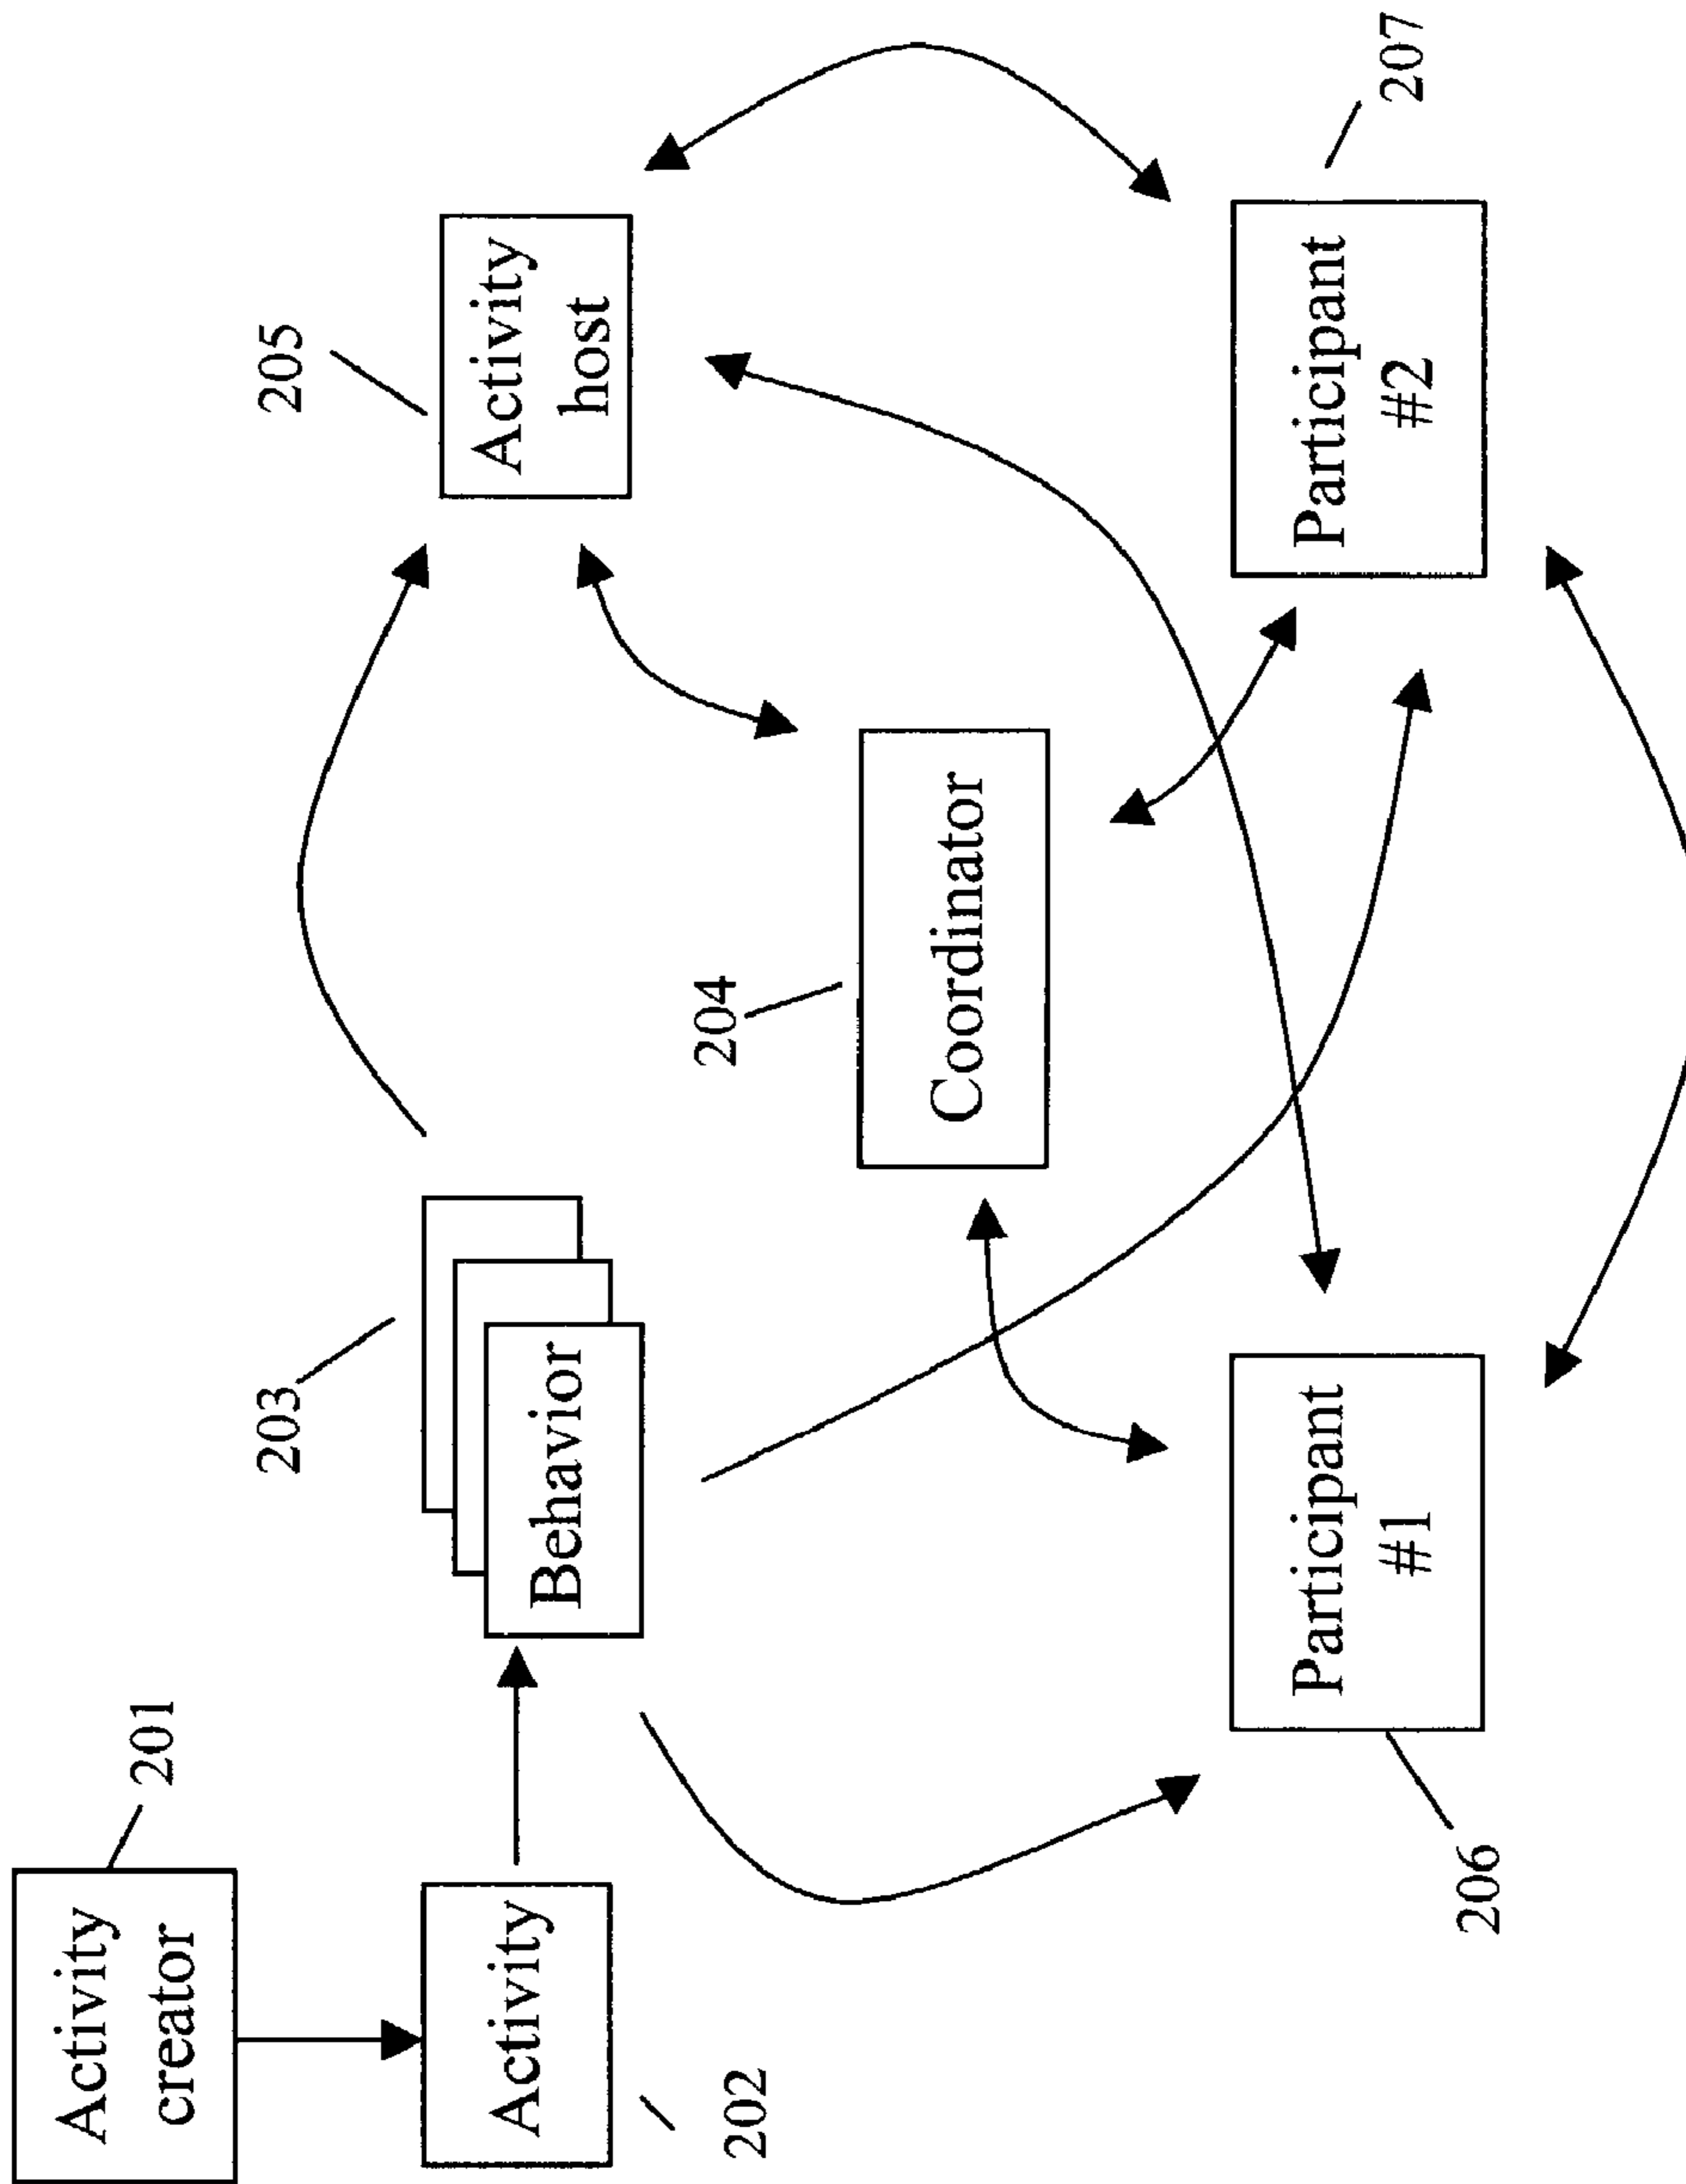 Activity
creator
201
Activity
202
Behavior
203
Coordinator
204
Activity
host
205
Participant
#1
206
Participant
#2
207